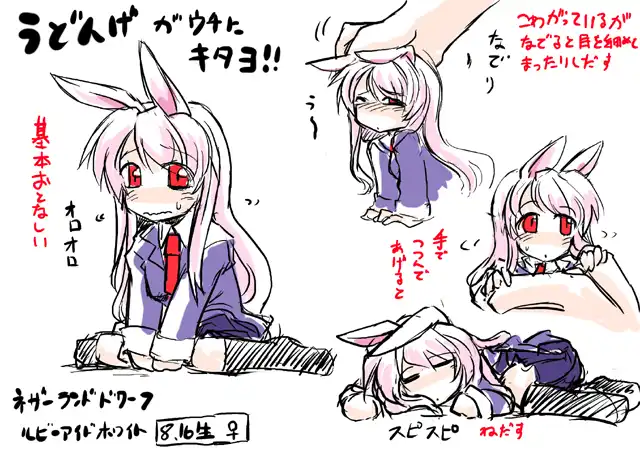 うどんげ がウチに
キタヨ!!
基本おとなしい
オロオロ
ネザーランドドワーフ
ルビーアイドホワイト 8.16生 ♀
こわがっているが
なでると目を細め
まったりしだす
なでり
う〜
手で
つつんで
あげると
スピスピ
ねだす